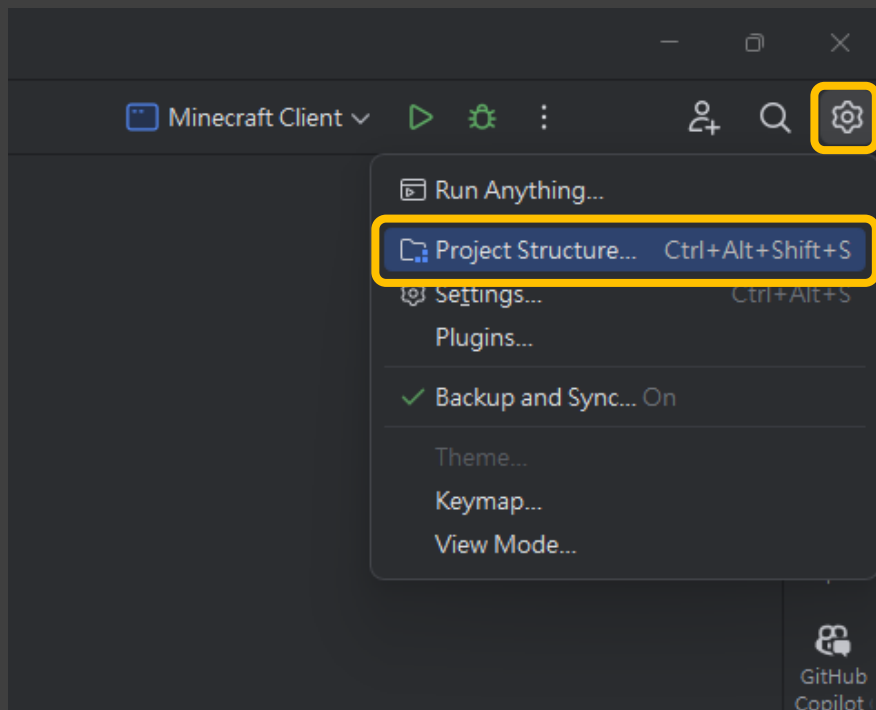 Minecraft Client
Run Anything...
Project Structure... Ctrl+Alt+Shift+S
Settings... Ctrl+Alt+S
Plugins...
Backup and Sync... On
Theme...
Keymap...
View Mode...
GitHub
Copilot